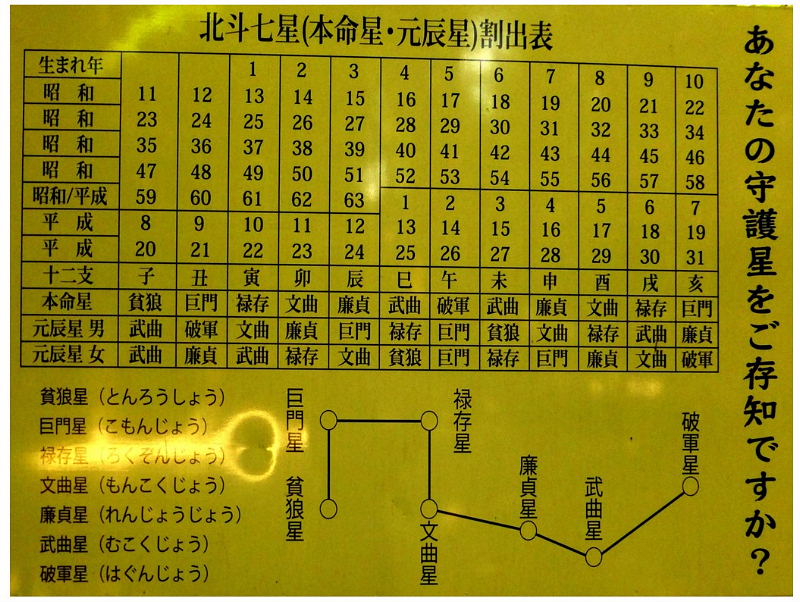 北斗七星(本命星・元辰星)割出表
あなたの守護星をご存知ですか?
生まれ年 1 2 3 4 5 6 7 8 9 10
昭和 11 12 13 14 15 16 17 18 19 20 21 22
昭和 23 24 25 26 27 28 29 30 31 32 33 34
昭和 35 36 37 38 39 40 41 42 43 44 45 46
昭和 47 48 49 50 51 52 53 54 55 56 57 58
昭和/平成 59 60 61 62 63 1 2 3 4 5 6 7
平成 8 9 10 11 12 13 14 15 16 17 18 19
平成 20 21 22 23 24 25 26 27 28 29 30 31
十二支 子 丑 寅 卯 辰 巳 午 未 申 酉 戌 亥
本命星 貧狼 巨門 禄存 文曲 廉貞 武曲 破軍 武曲 廉貞 文曲 禄存 巨門
元辰星 男 武曲 破軍 文曲 廉貞 巨門 禄存 巨門 貧狼 文曲 禄存 武曲 廉貞
元辰星 女 武曲 廉貞 武曲 禄存 文曲 貧狼 巨門 禄存 巨門 廉貞 文曲 破軍
貧狼星(とんろうしょう)
巨門星(こもんじょう)
禄存星(ろくぞんじょう)
文曲星(もんこくじょう)
廉貞星(れんじょうじょう)
武曲星(むこくじょう)
破軍星(はぐんじょう)
巨門星
貧狼星
禄存星
文曲星
廉貞星
武曲星
破軍星